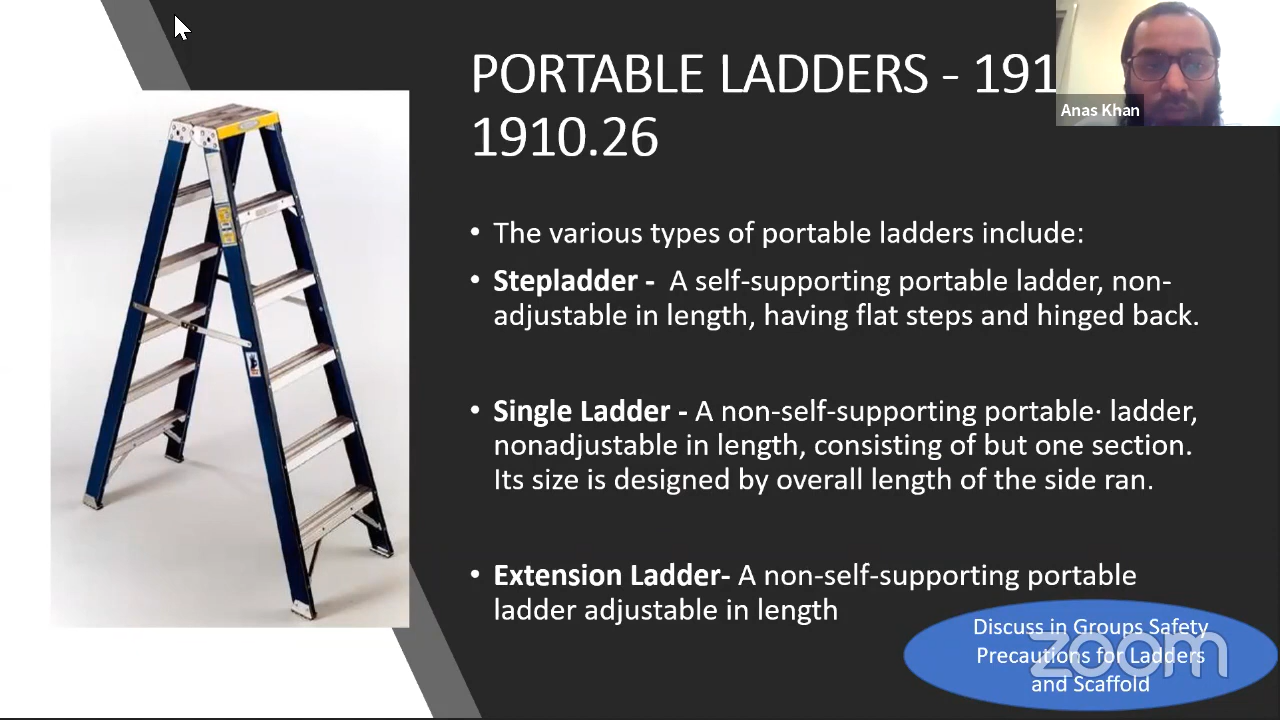 PORTABLE LADDERS - 191
1910.26
Anas Khan
• The various types of portable ladders include:
• Stepladder - A self-supporting portable ladder, non-
adjustable in length, having flat steps and hinged back.
• Single Ladder - A non-self-supporting portable· ladder,
nonadjustable in length, consisting of but one section.
Its size is designed by overall length of the side ran.
• Extension Ladder- A non-self-supporting portable
ladder adjustable in length
Discuss in Groups Safety
Precautions for Ladders
and Scaffold
zoom